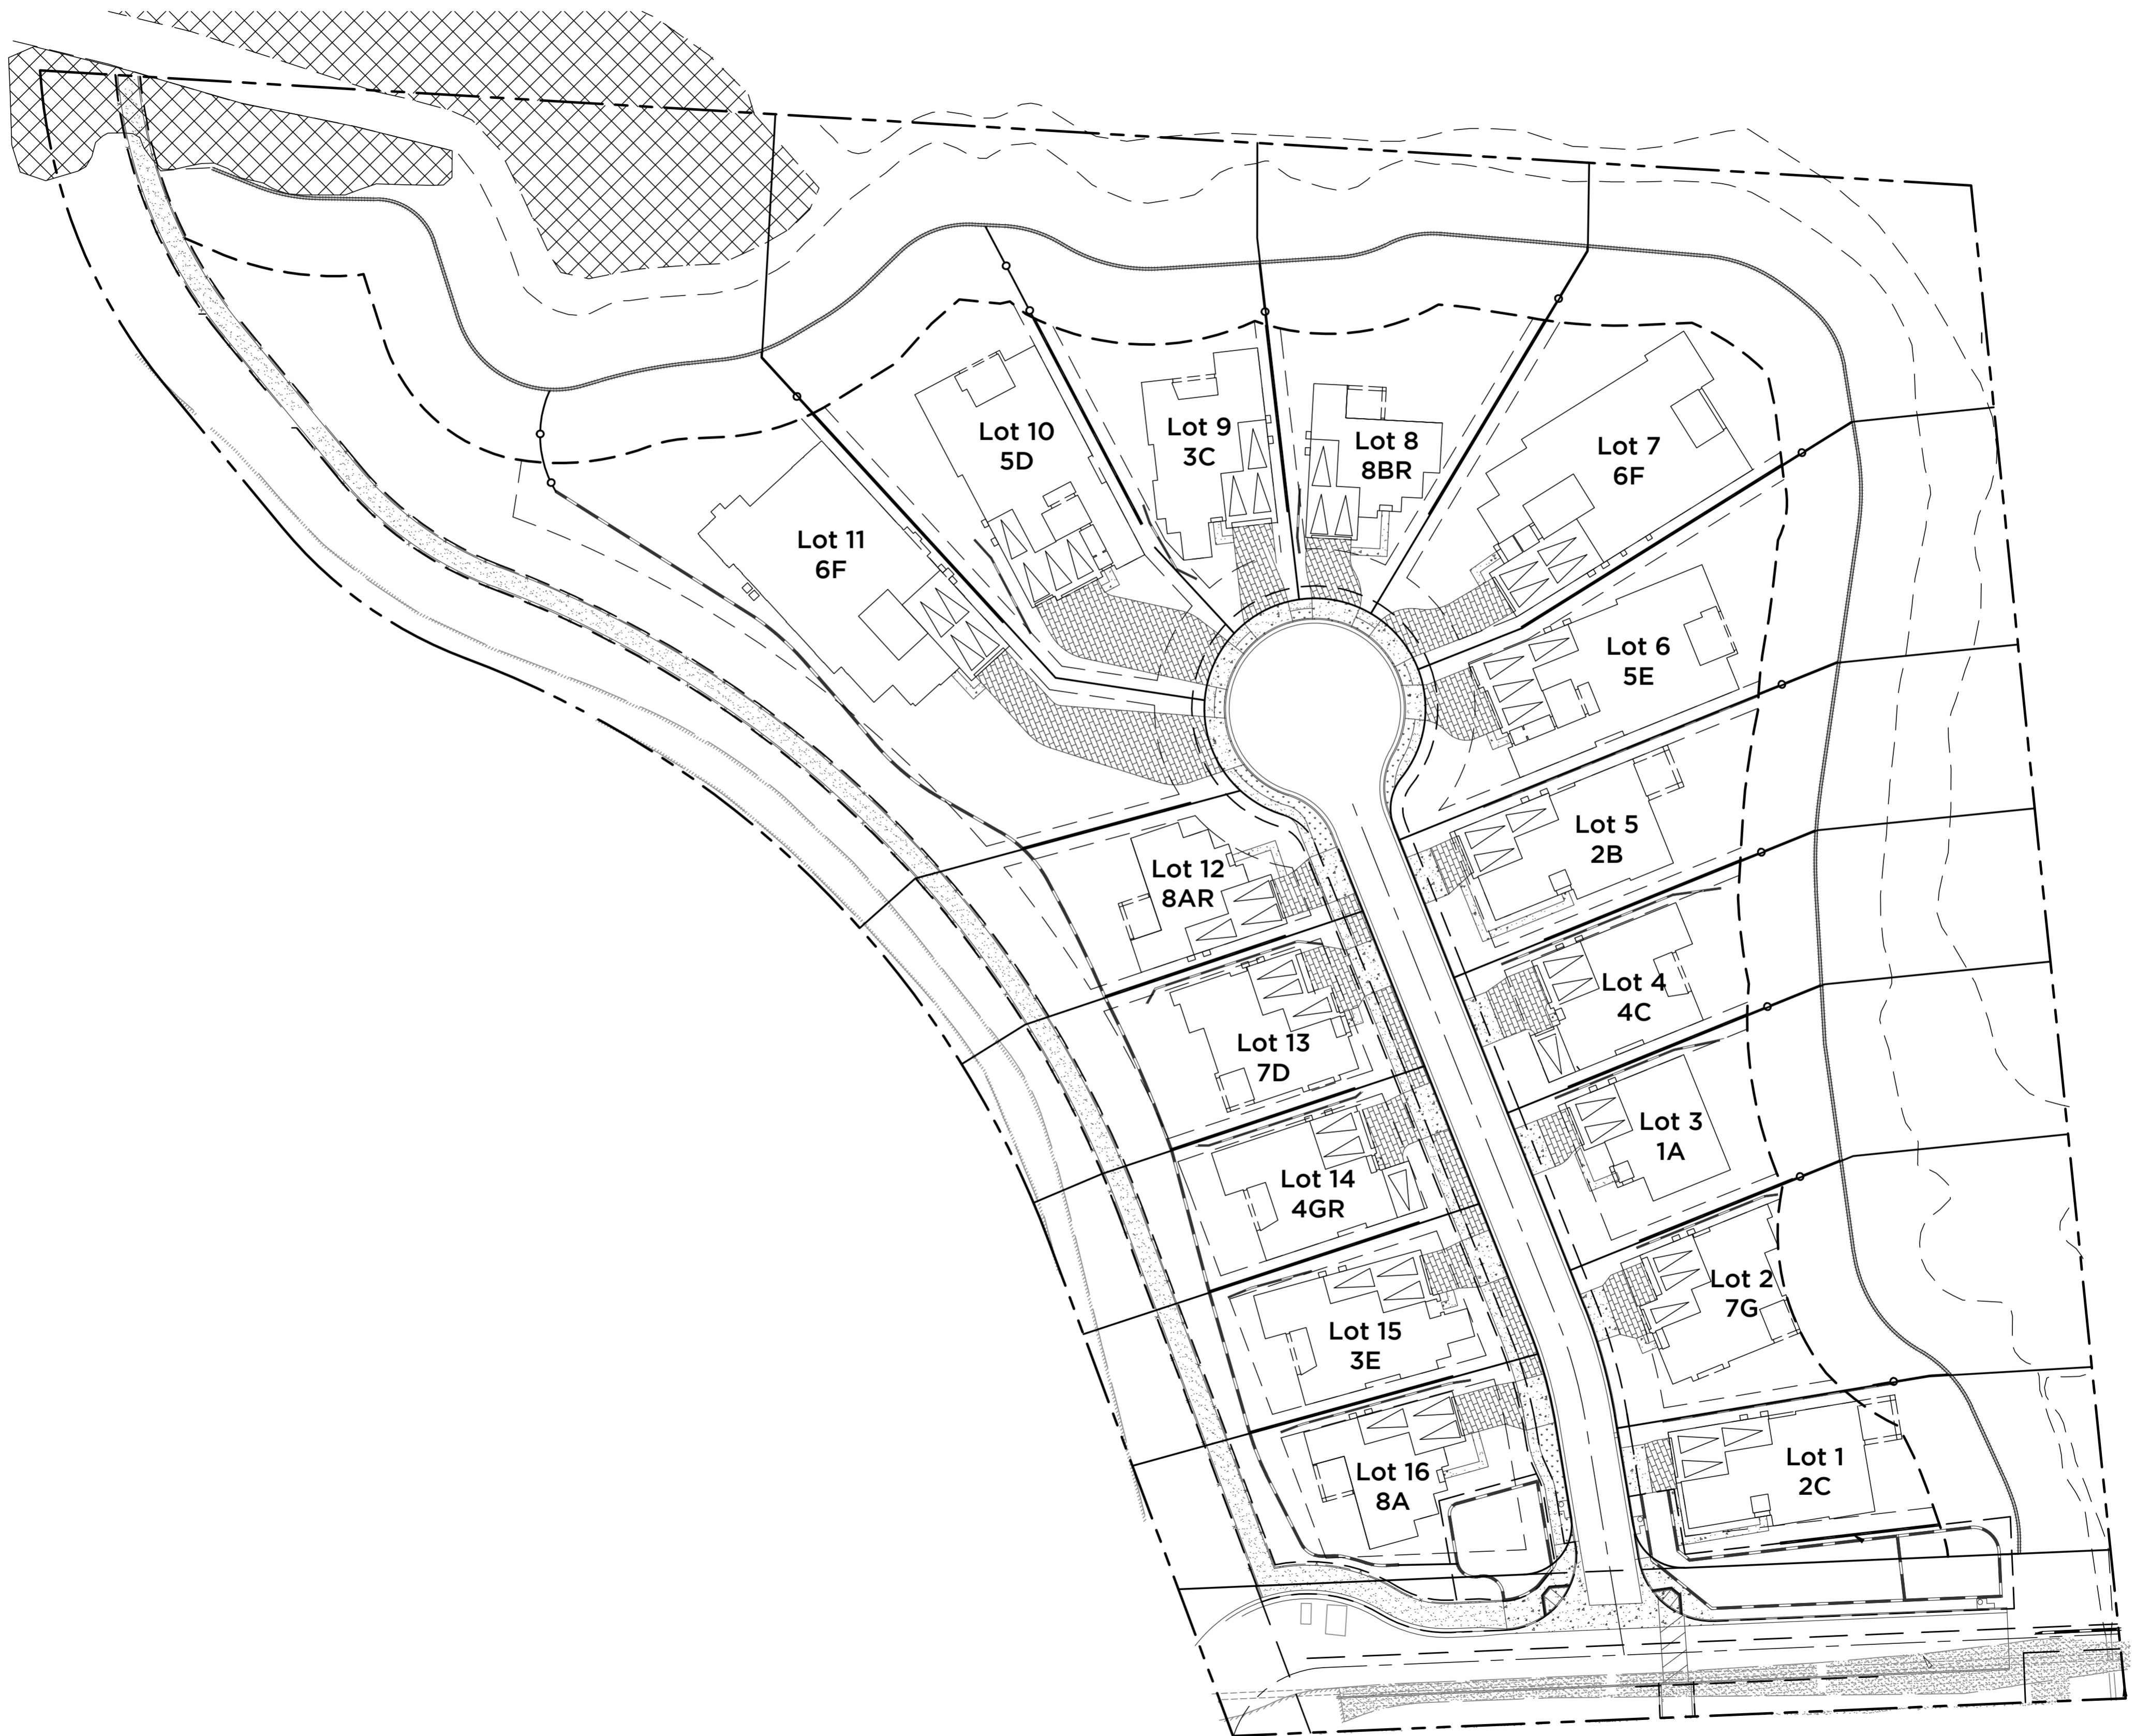 Lot 10
5D
Lot 9
3C
Lot 8
8BR
Lot 7
6F
Lot 11
6F
Lot 6
5E
Lot 5
2B
Lot 12
8AR
Lot 4
4C
Lot 13
7D
Lot 3
1A
Lot 14
4GR
Lot 2
7G
Lot 15
3E
Lot 1
2C
Lot 16
8A